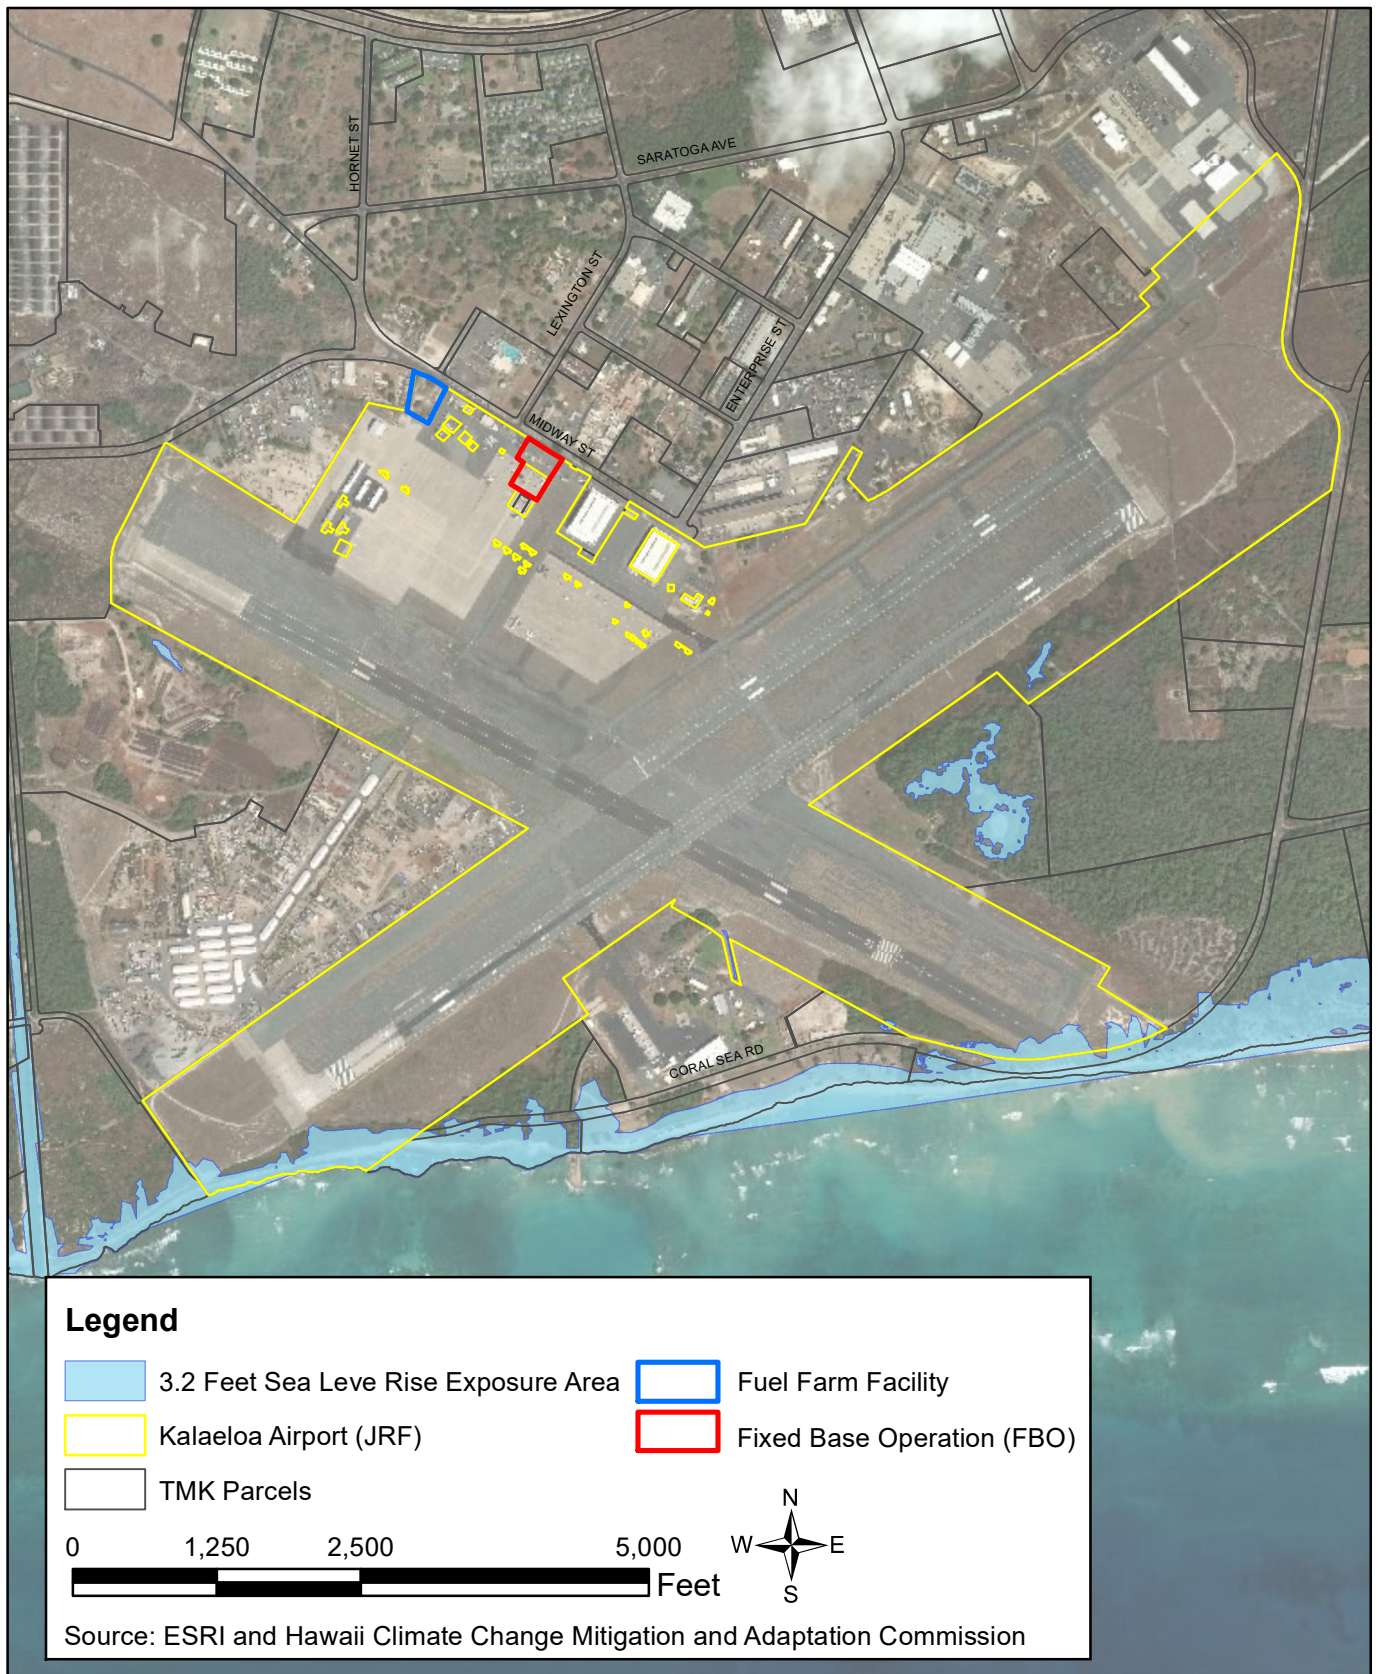 SARATOGA AVE
HORNET ST
LEXINGTON ST
ENTERPRISE ST
MIDWAY ST
CORAL SEA RD
Legend
3.2 Feet Sea Leve Rise Exposure Area
Fuel Farm Facility
Kalaeloa Airport (JRF)
Fixed Base Operation (FBO)
TMK Parcels
N
W E
S
0 1,250 2,500 5,000
Feet
Source: ESRI and Hawaii Climate Change Mitigation and Adaptation Commission